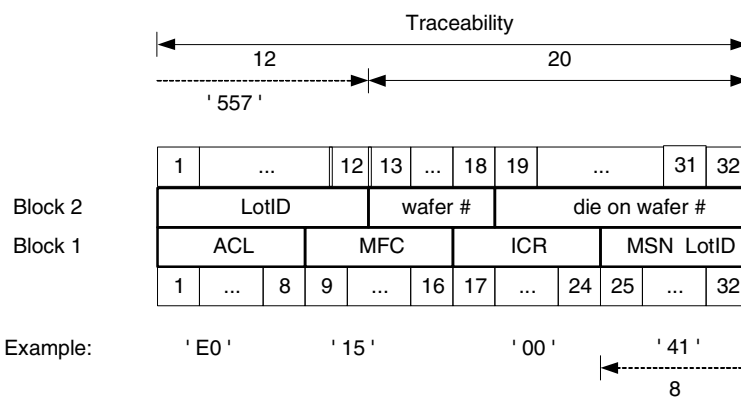 Traceability
12 20
' 557 '
1 ... 12 13 ... 18 19 ... 31 32
Block 2 LotID wafer # die on wafer #
Block 1 ACL MFC ICR MSN LotID
1 ... 8 9 ... 16 17 ... 24 25 ... 32
Example: ' E0 ' ' 15 ' ' 00 ' ' 41 '
8